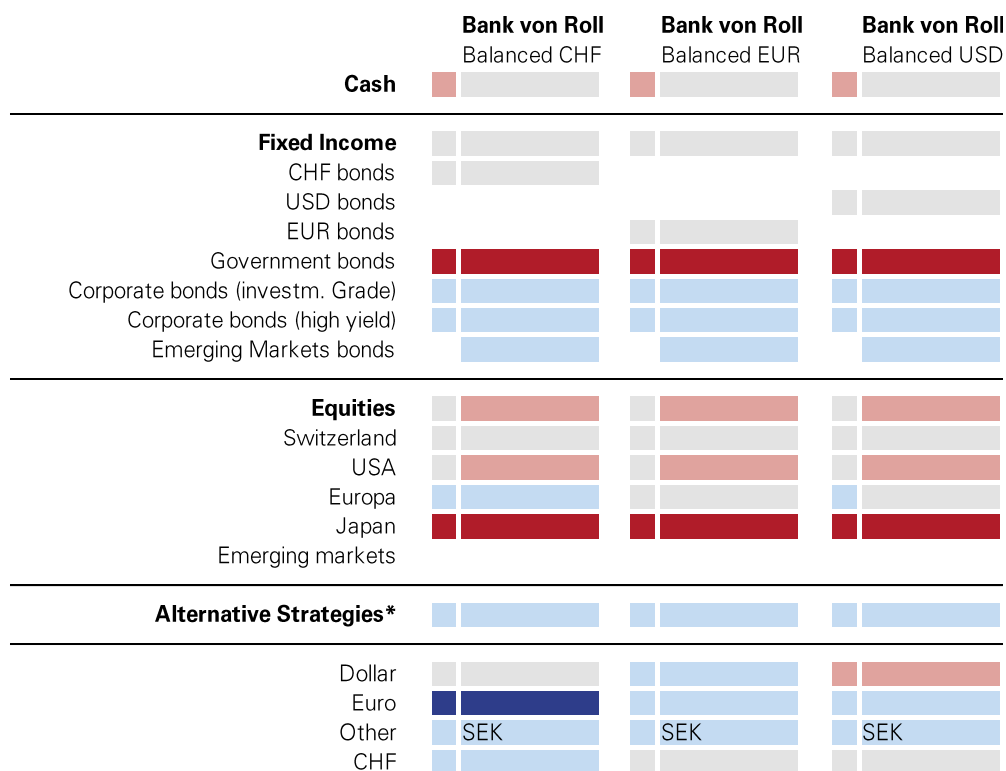 Bank von Roll Bank von Roll Bank von Roll
Balanced CHF Balanced EUR Balanced USD
Cash
Fixed Income
CHF bonds
USD bonds
EUR bonds
Government bonds
Corporate bonds (investm. Grade)
Corporate bonds (high yield)
Emerging Markets bonds
Equities
Switzerland
USA
Europa
Japan
Emerging markets
Alternative Strategies*
Dollar
Euro
Other SEK SEK SEK
CHF